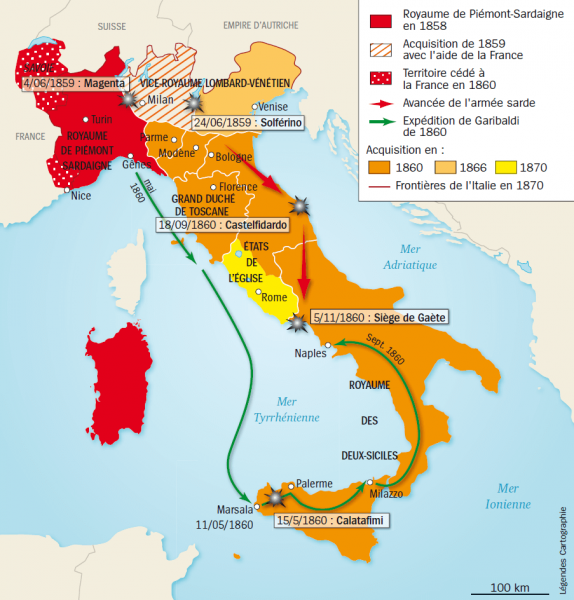 SUISSE
EMPIRE D'AUTRICHE
SAVOIE
4/06/1859 : Magenta
VICE-ROYAUME LOMBARD-VÉNÉTIEN
Milan
Venise
24/06/1859 : Solférino
Turin
FRANCE
ROYAUME
DE PIÉMONT
SARDAIGNE
Parme
Modène
Bologne
Gênes
mai
1860
Nice
Florence
GRAND DUCHÉ
DE TOSCANE
18/09/1860 : Castelfidardo
ÉTATS
DE
L'ÉGLISE
Rome
Mer
Adriatique
5/11/1860 : Siège de Gaète
Naples
Sept. 1860
ROYAUME
DES
DEUX-SICILES
Mer
Tyrrhénienne
Palerme
Milazzo
Marsala
11/05/1860
15/5/1860 : Calatafimi
Mer
Ionienne
100 km
Légendes Cartographie
Royaume de Piémont-Sardaigne
en 1858
Acquisition de 1859
avec l'aide de la France
Territoire cédé à
la France en 1860
Avancée de l'armée sarde
Expédition de Garibaldi
de 1860
Acquisition en :
1860
1866
1870
Frontières de l'Italie en 1870